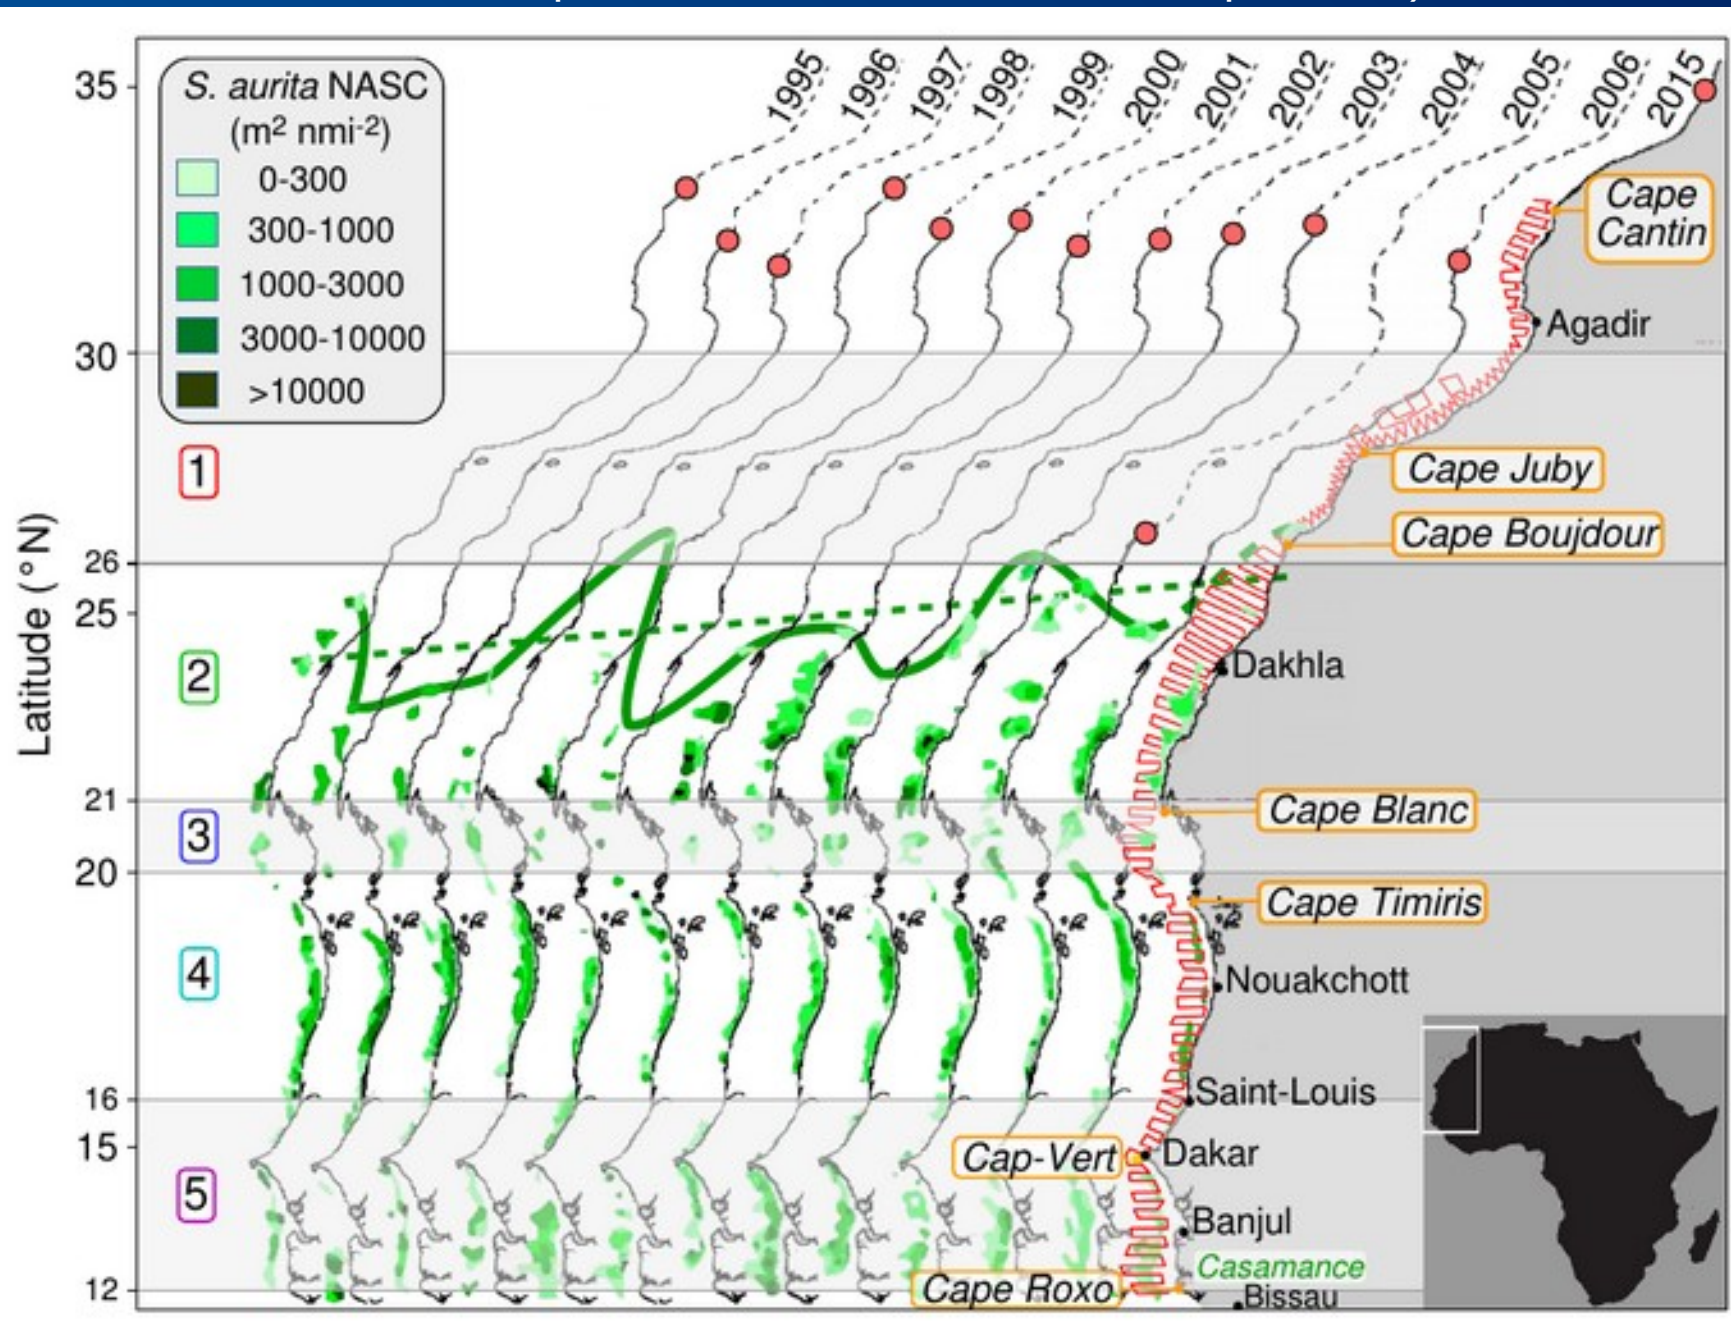 S. aurita NASC
(m² nmi⁻²)
0-300
300-1000
1000-3000
3000-10000
>10000
1995
1996
1997
1998
1999
2000
2001
2002
2003
2004
2005
2006
2015
Latitude (°N)
35
30
26
25
21
20
16
15
12
1
2
3
4
5
Cape
Cantin
Agadir
Cape Juby
Cape Boujdour
Dakhla
Cape Blanc
Cape Timiris
Nouakchott
Saint-Louis
Cap-Vert
Dakar
Banjul
Casamance
Cape Roxo
Bissau